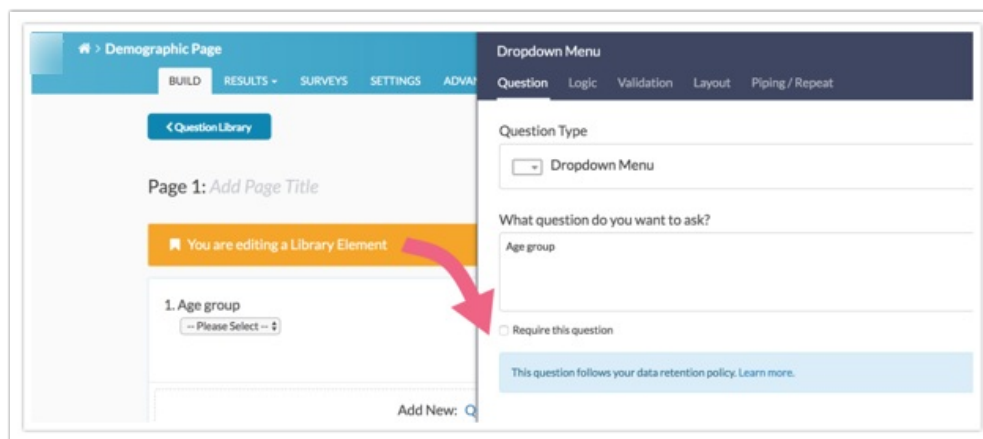 > Demographic Page
BUILD RESULTS SURVEYS SETTINGS ADVA
Question Library
Page 1: Add Page Title
You are editing a Library Element
1. Age group
-- Please Select --
Add New: Q
Dropdown Menu
Question Logic Validation Layout Piping / Repeat
Question Type
Dropdown Menu
What question do you want to ask?
Age group
Require this question
This question follows your data retention policy. Learn more.